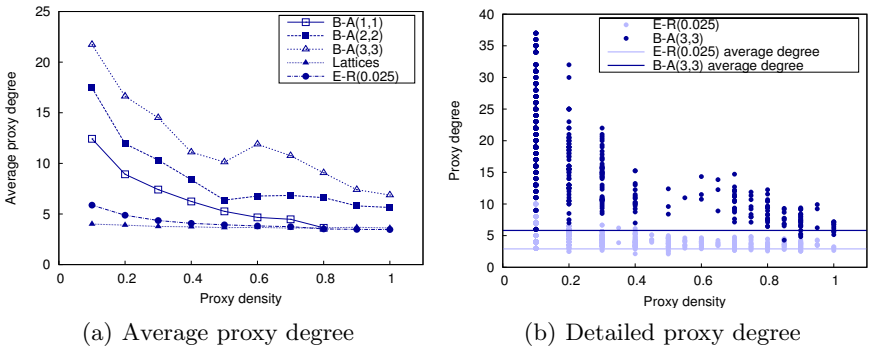 25
20
15
10
5
0
0
0.2
0.4
0.6
0.8
1
Average proxy degree
Proxy density
B-A(1,1)
B-A(2,2)
B-A(3,3)
Lattices
E-R(0.025)
(a) Average proxy degree
40
35
30
25
20
15
10
5
0
0
0.2
0.4
0.6
0.8
1
Proxy degree
Proxy density
E-R(0.025)
B-A(3,3)
E-R(0.025) average degree
B-A(3,3) average degree
(b) Detailed proxy degree